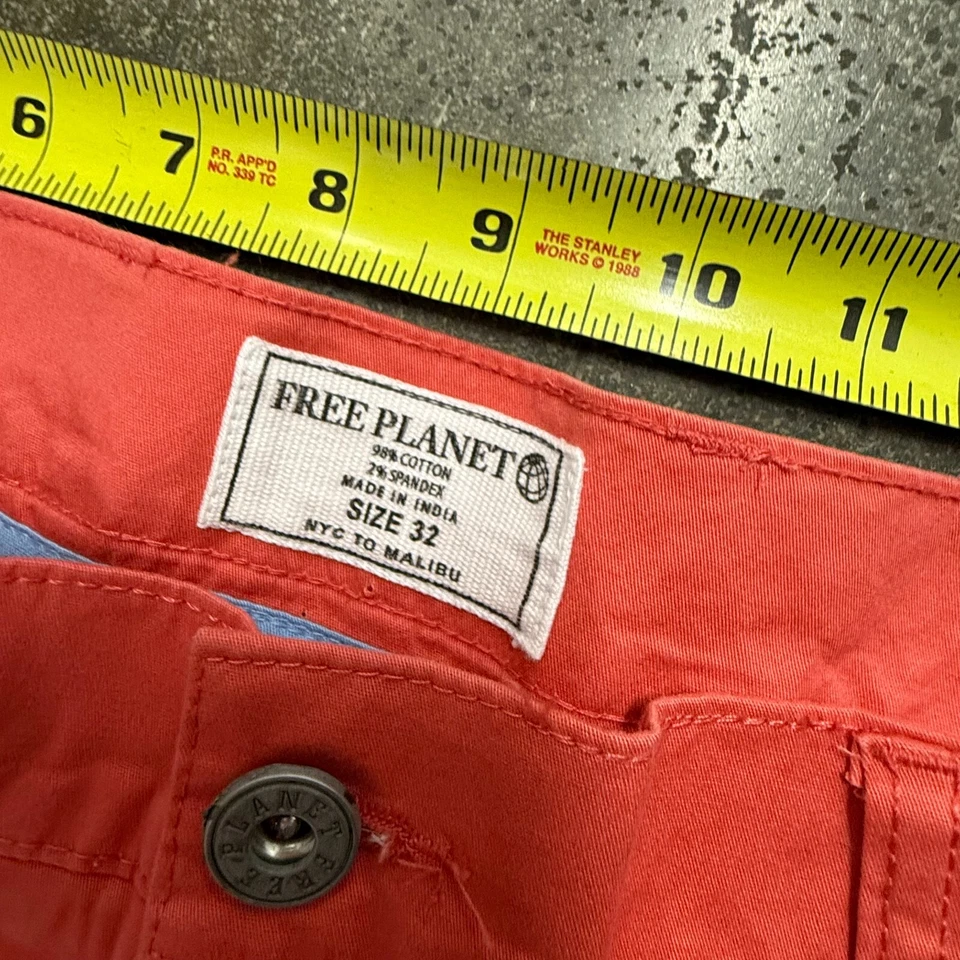 6 7 8 9 10 11
P.R. APP'D
NO. 339 TC
THE STANLEY
WORKS © 1988
FREE PLANET
98% COTTON
2% SPANDEX
MADE IN INDIA
SIZE 32
NYC TO MALIBU
FREE PLANET